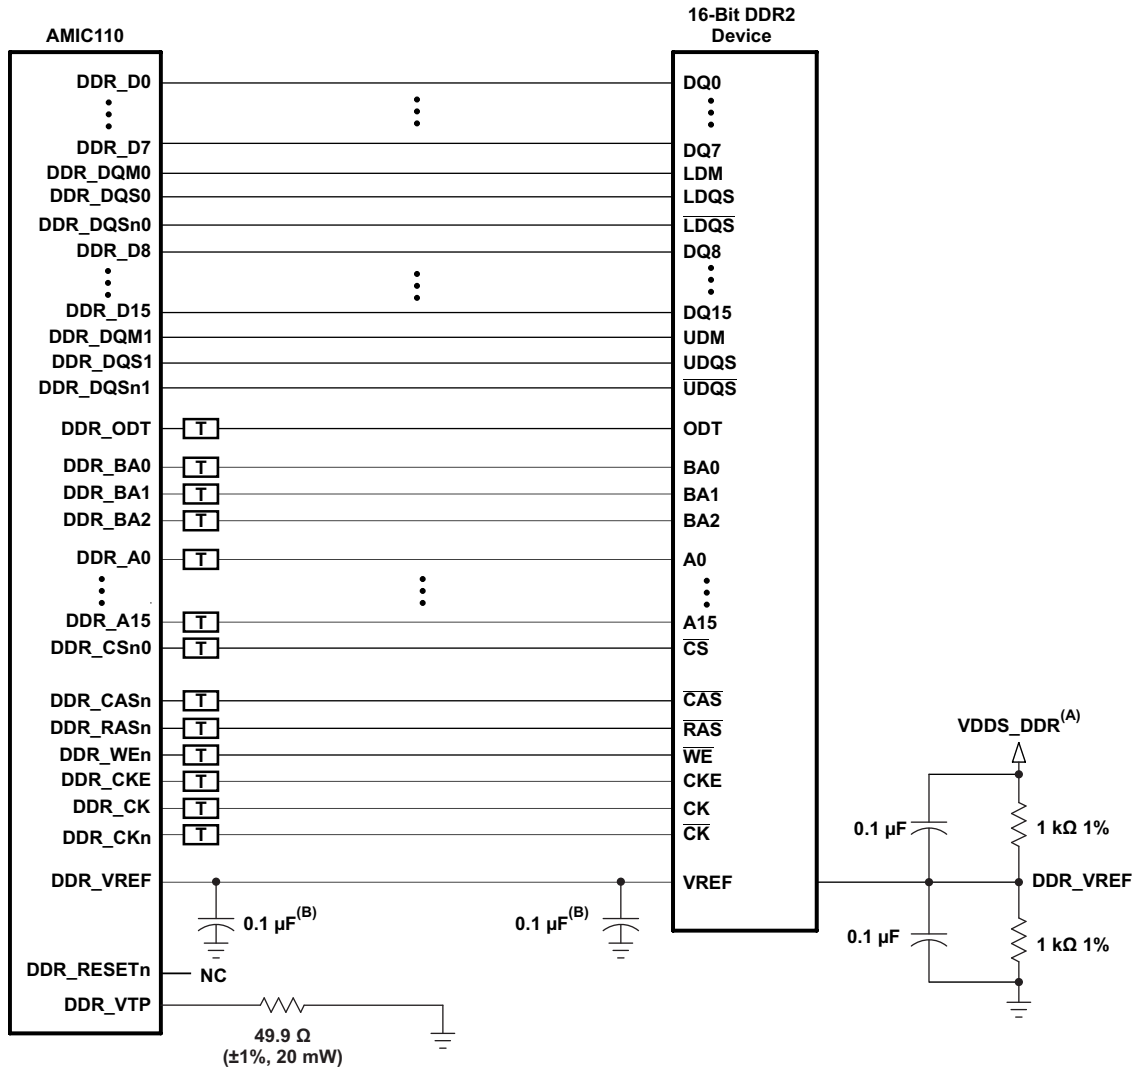 AMIC110
16-Bit DDR2
Device
DDR_D0
DQ0
DDR_D7
DQ7
DDR_DQM0
LDM
DDR_DQS0
LDQS
DDR_DQSn0
LDQS
DDR_D8
DQ8
DDR_D15
DQ15
DDR_DQM1
UDM
DDR_DQS1
UDQS
DDR_DQSn1
UDQS
DDR_ODT T ODT
DDR_BA0 T BA0
DDR_BA1 T BA1
DDR_BA2 T BA2
DDR_A0 T A0
DDR_A15 T A15
DDR_CSn0 T CS
DDR_CASn T CAS
DDR_RASn T RAS
DDR_WEn T WE
DDR_CKE T CKE
DDR_CK T CK
DDR_CKn T CK
DDR_VREF
VREF
0.1 µF(B)
0.1 µF(B)
VDDS_DDR(A)
0.1 µF
1 kΩ 1%
DDR_VREF
0.1 µF
1 kΩ 1%
DDR_RESETn
NC
DDR_VTP
49.9 Ω
(±1%, 20 mW)